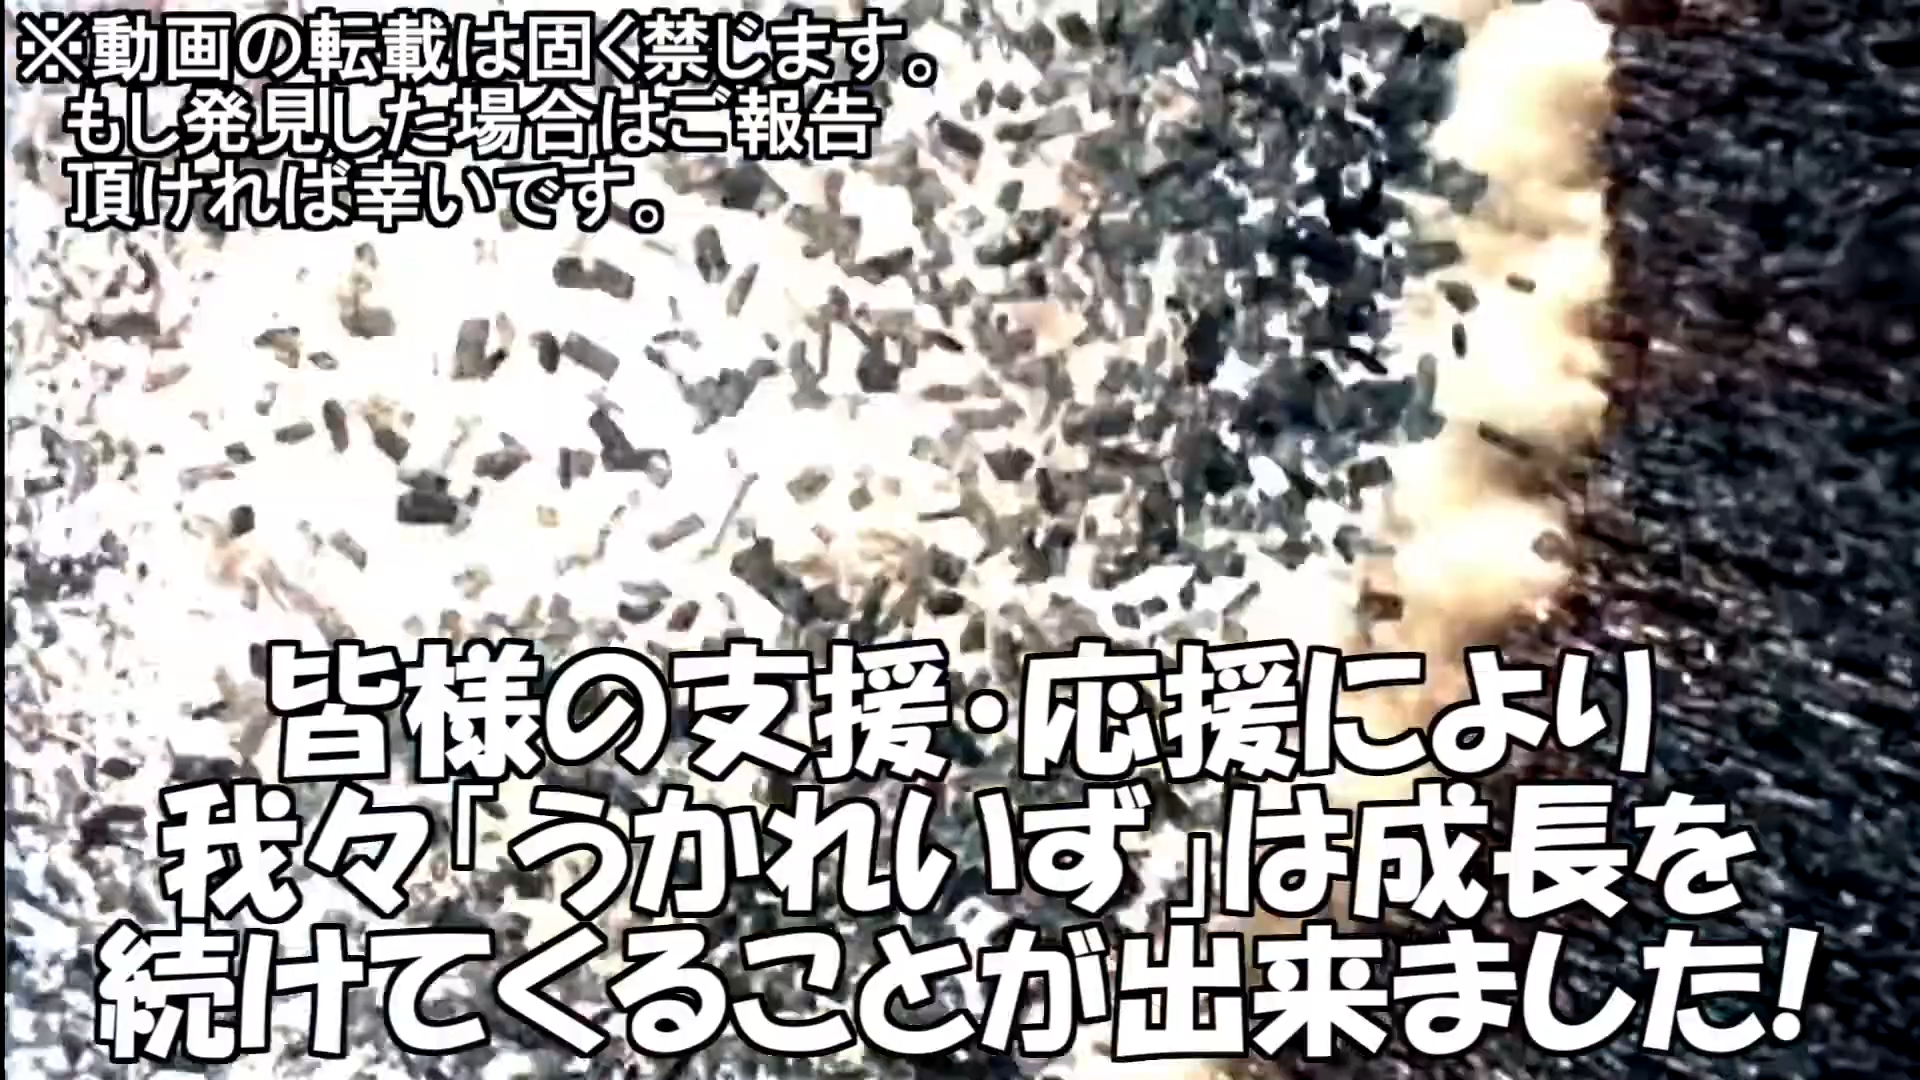 ※動画の転載は固く禁じます。
もし発見した場合はご報告
頂ければ幸いです。
皆様の支援・応援により
我々「うかれいず」は成長を
続けてくることが出来ました!